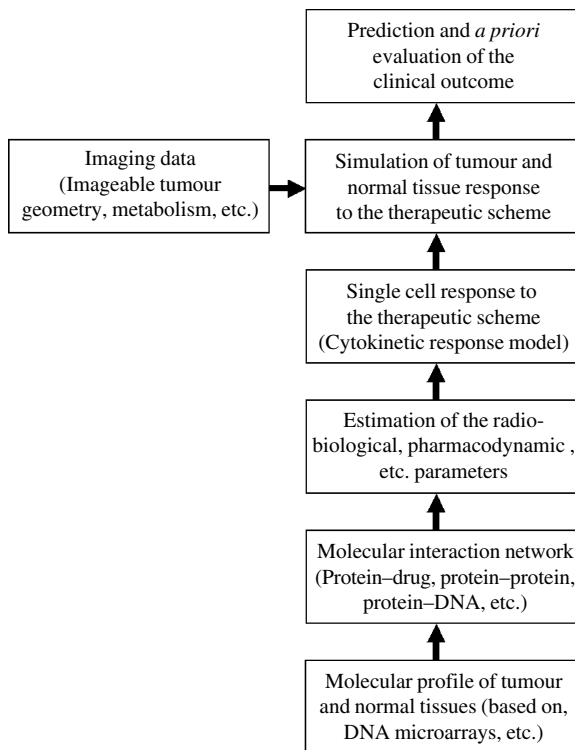 Prediction and a priori
evaluation of the
clinical outcome
Imaging data
(Imageable tumour
geometry, metabolism, etc.)
Simulation of tumour and
normal tissue response
to the therapeutic scheme
Single cell response to
the therapeutic scheme
(Cytokinetic response model)
Estimation of the radio-
biological, pharmacodynamic ,
etc. parameters
Molecular interaction network
(Protein–drug, protein–protein,
protein–DNA, etc.)
Molecular profile of tumour
and normal tissues (based on,
DNA microarrays, etc.)